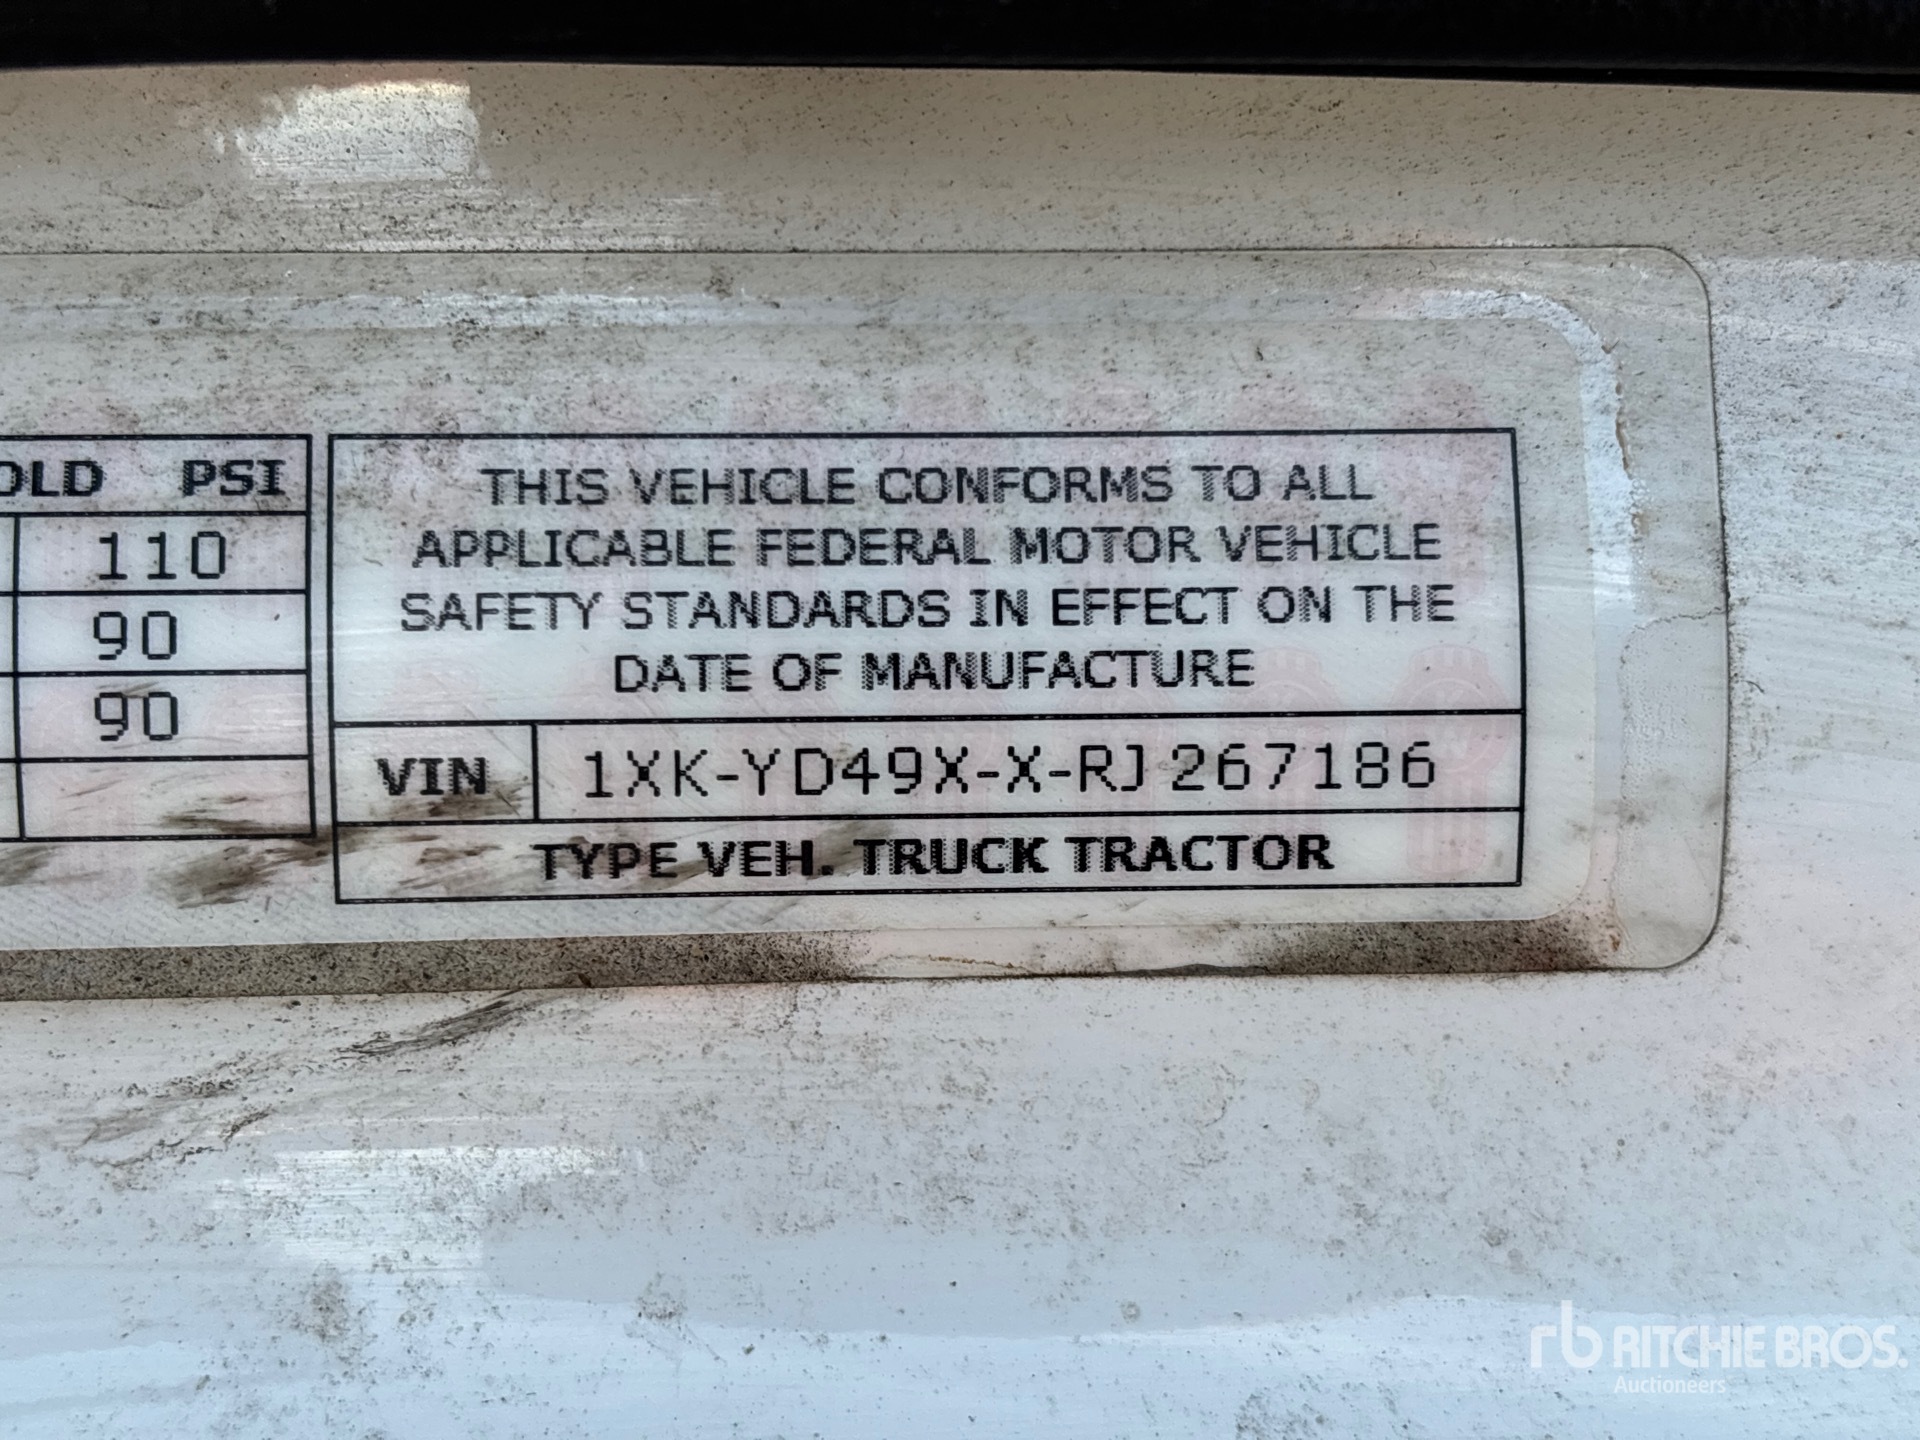 OLD PSI
110
90
90
THIS VEHICLE CONFORMS TO ALL
APPLICABLE FEDERAL MOTOR VEHICLE
SAFETY STANDARDS IN EFFECT ON THE
DATE OF MANUFACTURE
VIN 1XK-YD49X-X-RJ267186
TYPE VEH. TRUCK TRACTOR
rb RITCHIE BROS.
Auctioneers